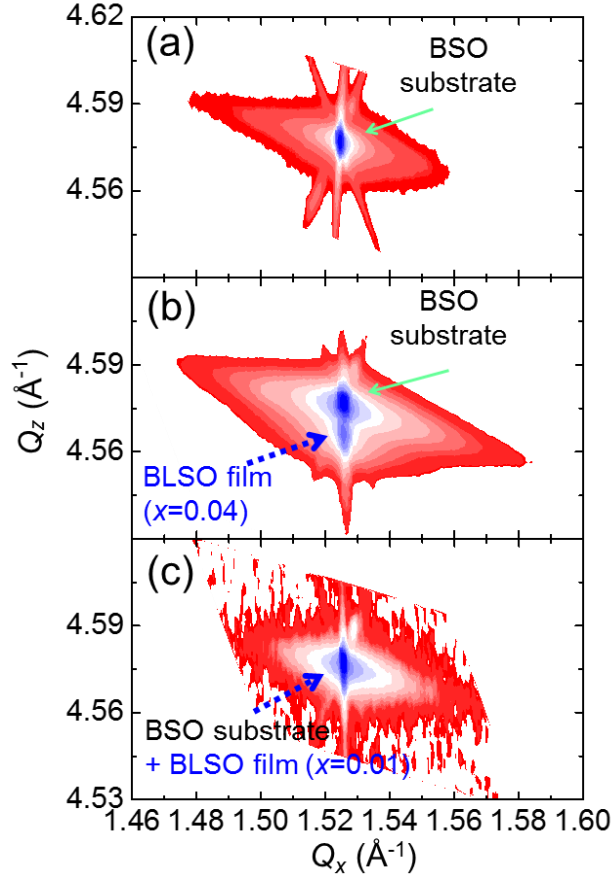 4.62
(a)
BSO
substrate
4.59
4.56
(b)
BSO
substrate
4.59
4.56
BLSO film
(x=0.04)
Q_z (Å⁻¹)
(c)
4.59
4.56
BSO substrate
+ BLSO film (x=0.01)
4.53
1.46 1.48 1.50 1.52 1.54 1.56 1.58 1.60
Q_x (Å⁻¹)